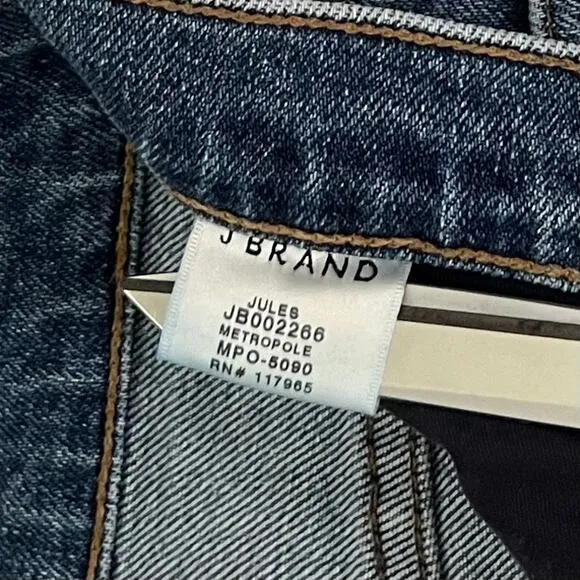 J BRAND
JULES
JB002266
METROPOLE
MPO-5090
RN# 117965